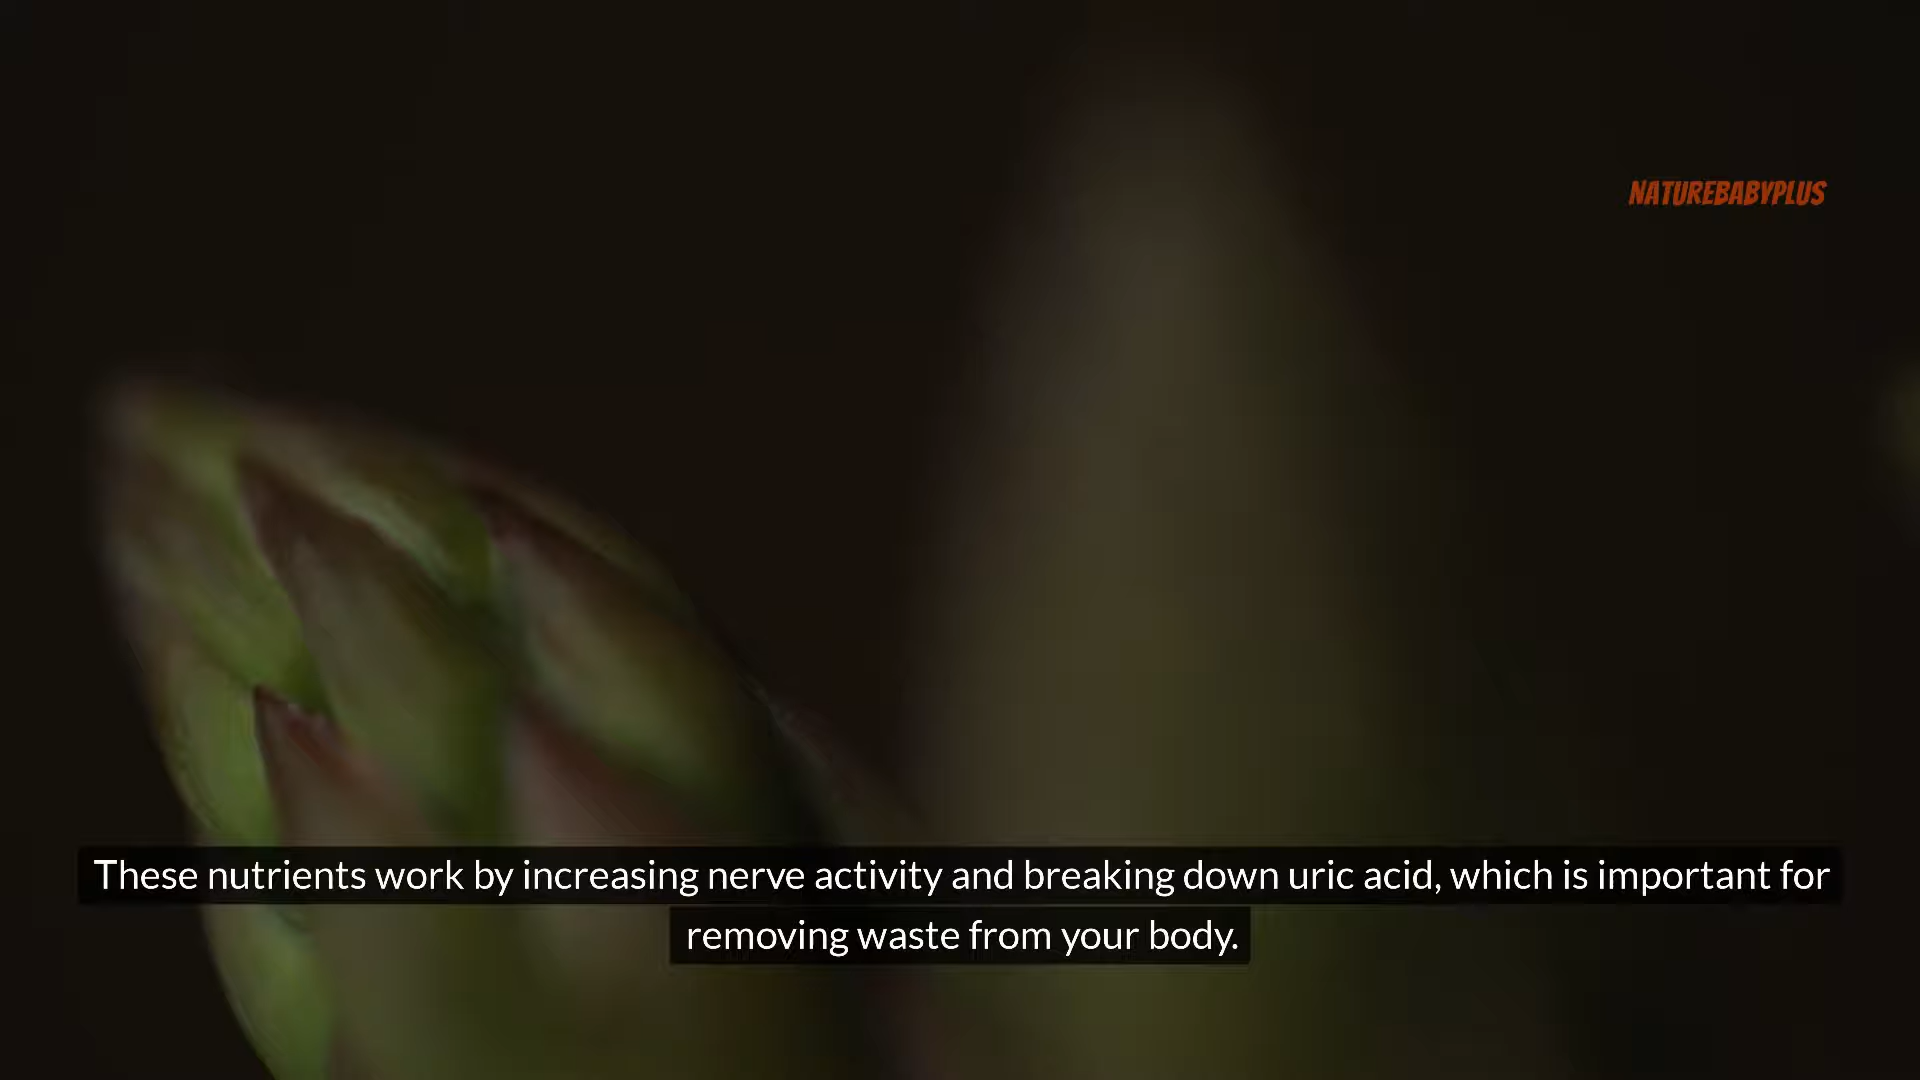 NATUREBABYPLUS
These nutrients work by increasing nerve activity and breaking down uric acid, which is important for
removing waste from your body.